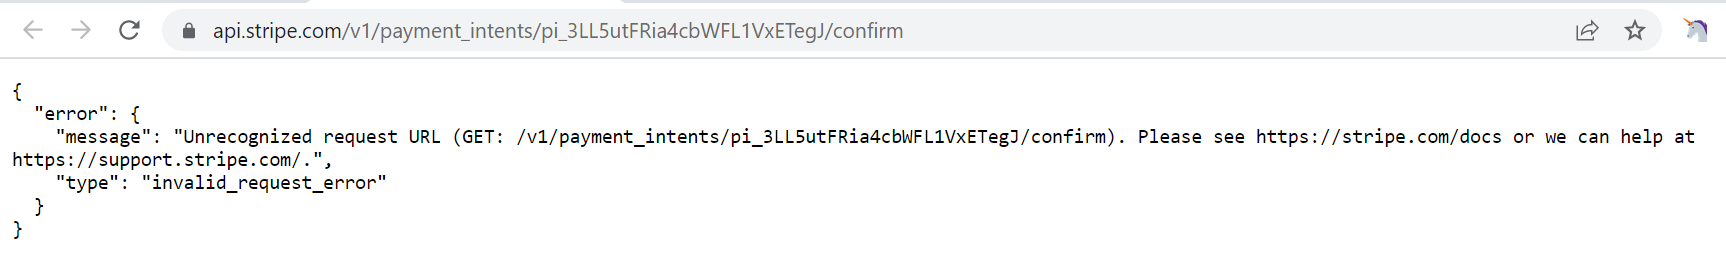 api.stripe.com/v1/payment_intents/pi_3LL5utFRia4cbWFL1VxETegJ/confirm
{
  "error": {
    "message": "Unrecognized request URL (GET: /v1/payment_intents/pi_3LL5utFRia4cbWFL1VxETegJ/confirm). Please see https://stripe.com/docs or we can help at
https://support.stripe.com/.",
    "type": "invalid_request_error"
  }
}